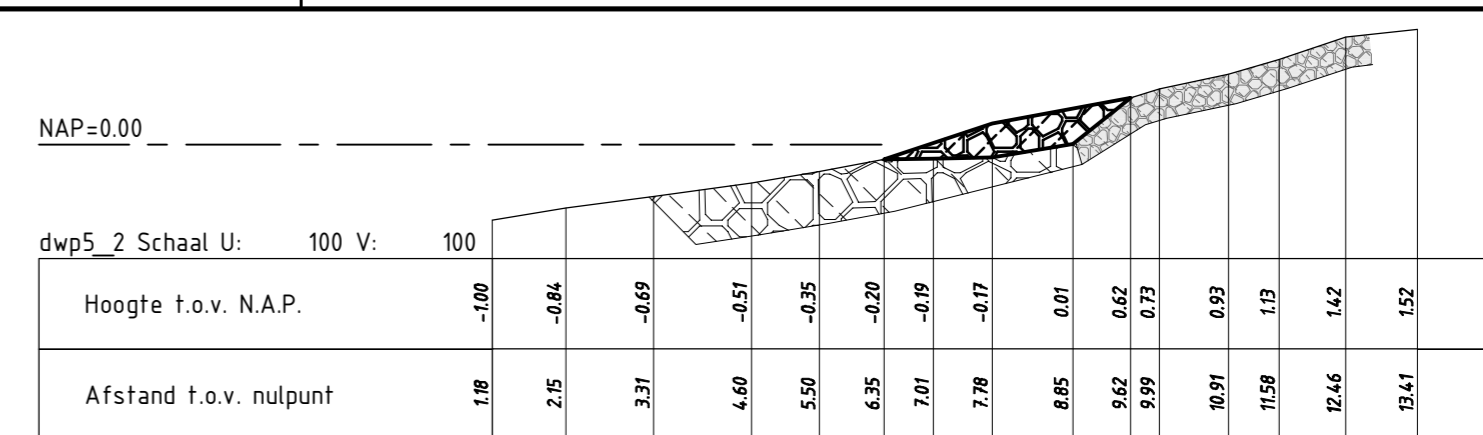 NAP=0.00
dwp5_2 Schaal U: 100 V: 100
Hoogte t.o.v. N.A.P. -1.00 -0.84 -0.69 -0.51 -0.35 -0.20 -0.19 -0.17 0.01 0.62 0.73 0.93 1.13 1.42 1.52
Afstand t.o.v. nulpunt 1.18 2.15 3.31 4.60 5.50 6.35 7.01 7.78 8.85 9.62 9.99 10.91 11.58 12.46 13.41